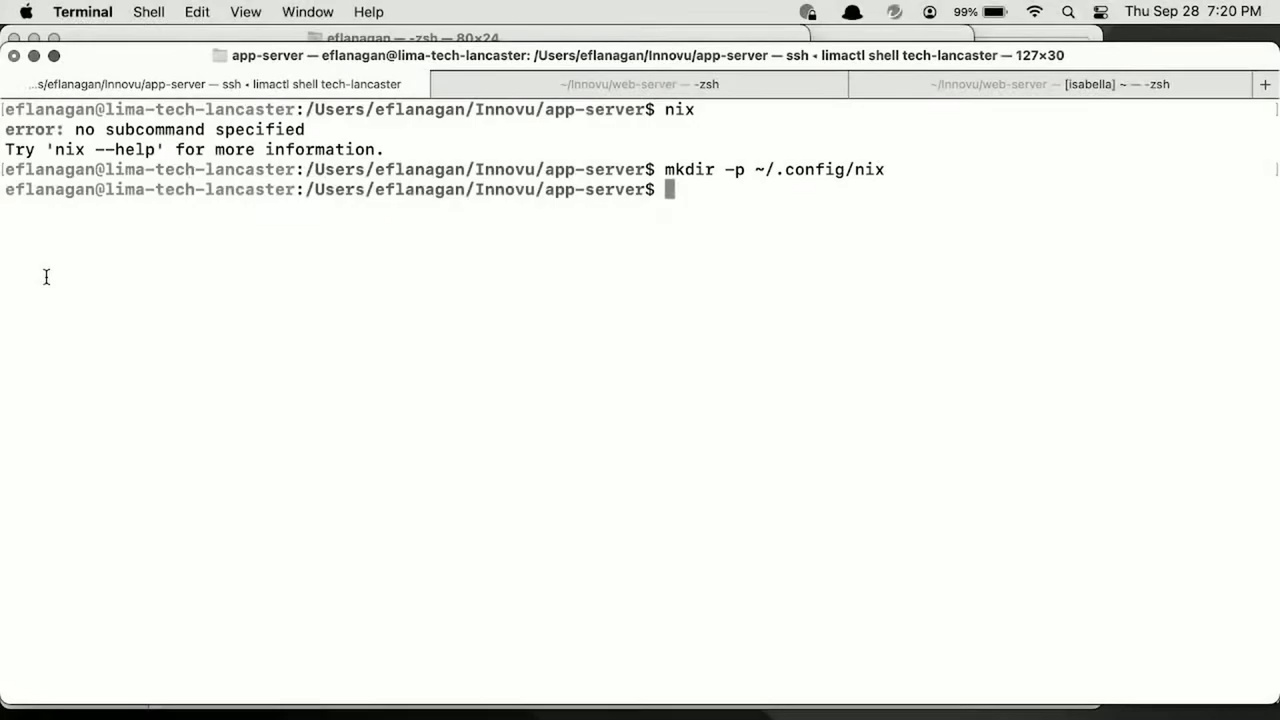 Terminal Shell Edit View Window Help 99% Thu Sep 28 7:20 PM
eflanagan — -zsh — 80×24
app-server — eflanagan@lima-tech-lancaster: /Users/eflanagan/Innovu/app-server — ssh ◂ limactl shell tech-lancaster — 127×30
...s/eflanagan/Innovu/app-server — ssh ◂ limactl shell tech-lancaster ~/Innovu/web-server — -zsh ~/Innovu/web-server — [isabella] ~ — -zsh +
[eflanagan@lima-tech-lancaster:/Users/eflanagan/Innovu/app-server$ nix ]
error: no subcommand specified
Try 'nix --help' for more information.
[eflanagan@lima-tech-lancaster:/Users/eflanagan/Innovu/app-server$ mkdir -p ~/.config/nix ]
eflanagan@lima-tech-lancaster:/Users/eflanagan/Innovu/app-server$